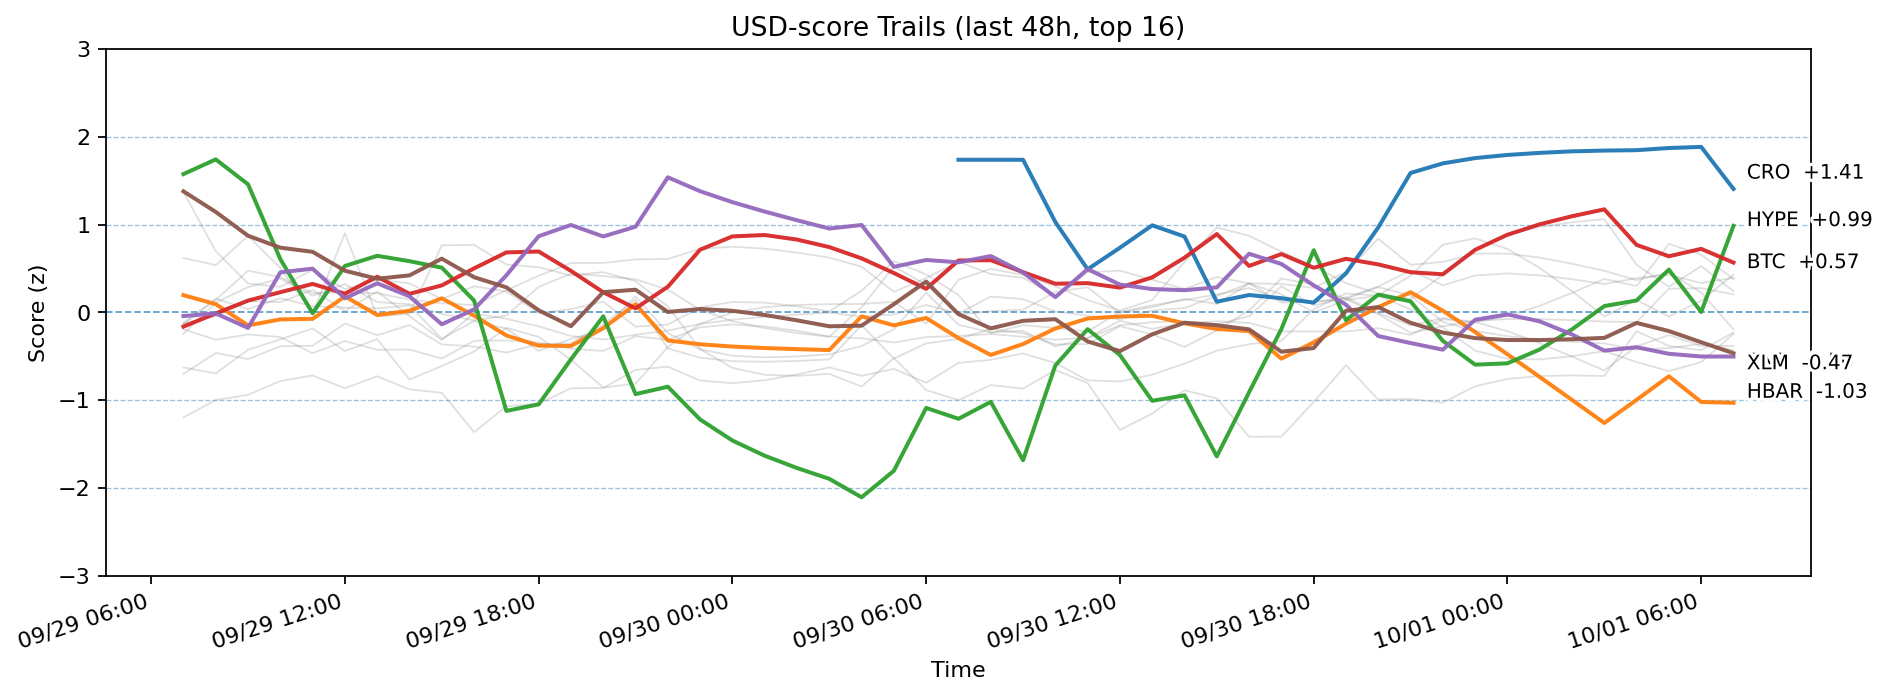 USD-score Trails (last 48h, top 16)
Score (z)
3
2
1
0
−1
−2
−3
CRO +1.41
HYPE +0.99
BTC +0.57
XLM -0.47
HBAR -1.03
09/29 06:00
09/29 12:00
09/29 18:00
09/30 00:00
09/30 06:00
09/30 12:00
09/30 18:00
10/01 00:00
10/01 06:00
Time